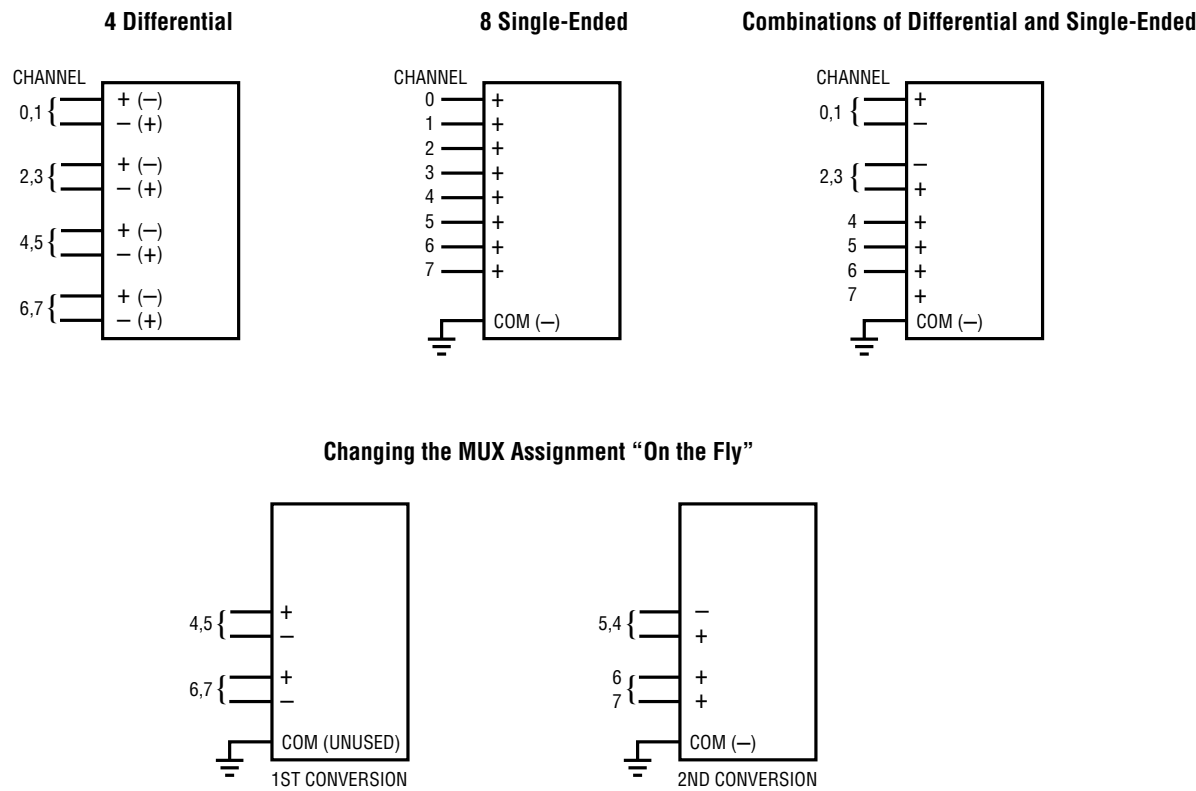 4 Differential
CHANNEL
0,1 { + (—)
— (+)
2,3 { + (—)
— (+)
4,5 { + (—)
— (+)
6,7 { + (—)
— (+)
8 Single-Ended
CHANNEL
0 +
1 +
2 +
3 +
4 +
5 +
6 +
7 +
COM (—)
Combinations of Differential and Single-Ended
CHANNEL
0,1 { +
—
2,3 { —
+
4 +
5 +
6 +
7 +
COM (—)
Changing the MUX Assignment “On the Fly”
4,5 { +
—
6,7 { +
—
COM (UNUSED)
1ST CONVERSION
5,4 { —
+
6 { +
7 +
COM (—)
2ND CONVERSION